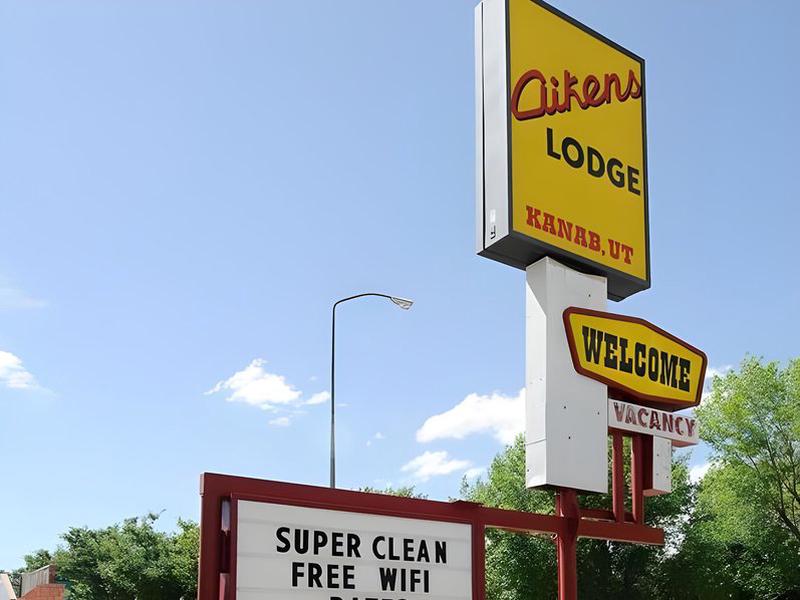 Aikens
LODGE
KANAB, UT
WELCOME
VACANCY
SUPER CLEAN
FREE WIFI